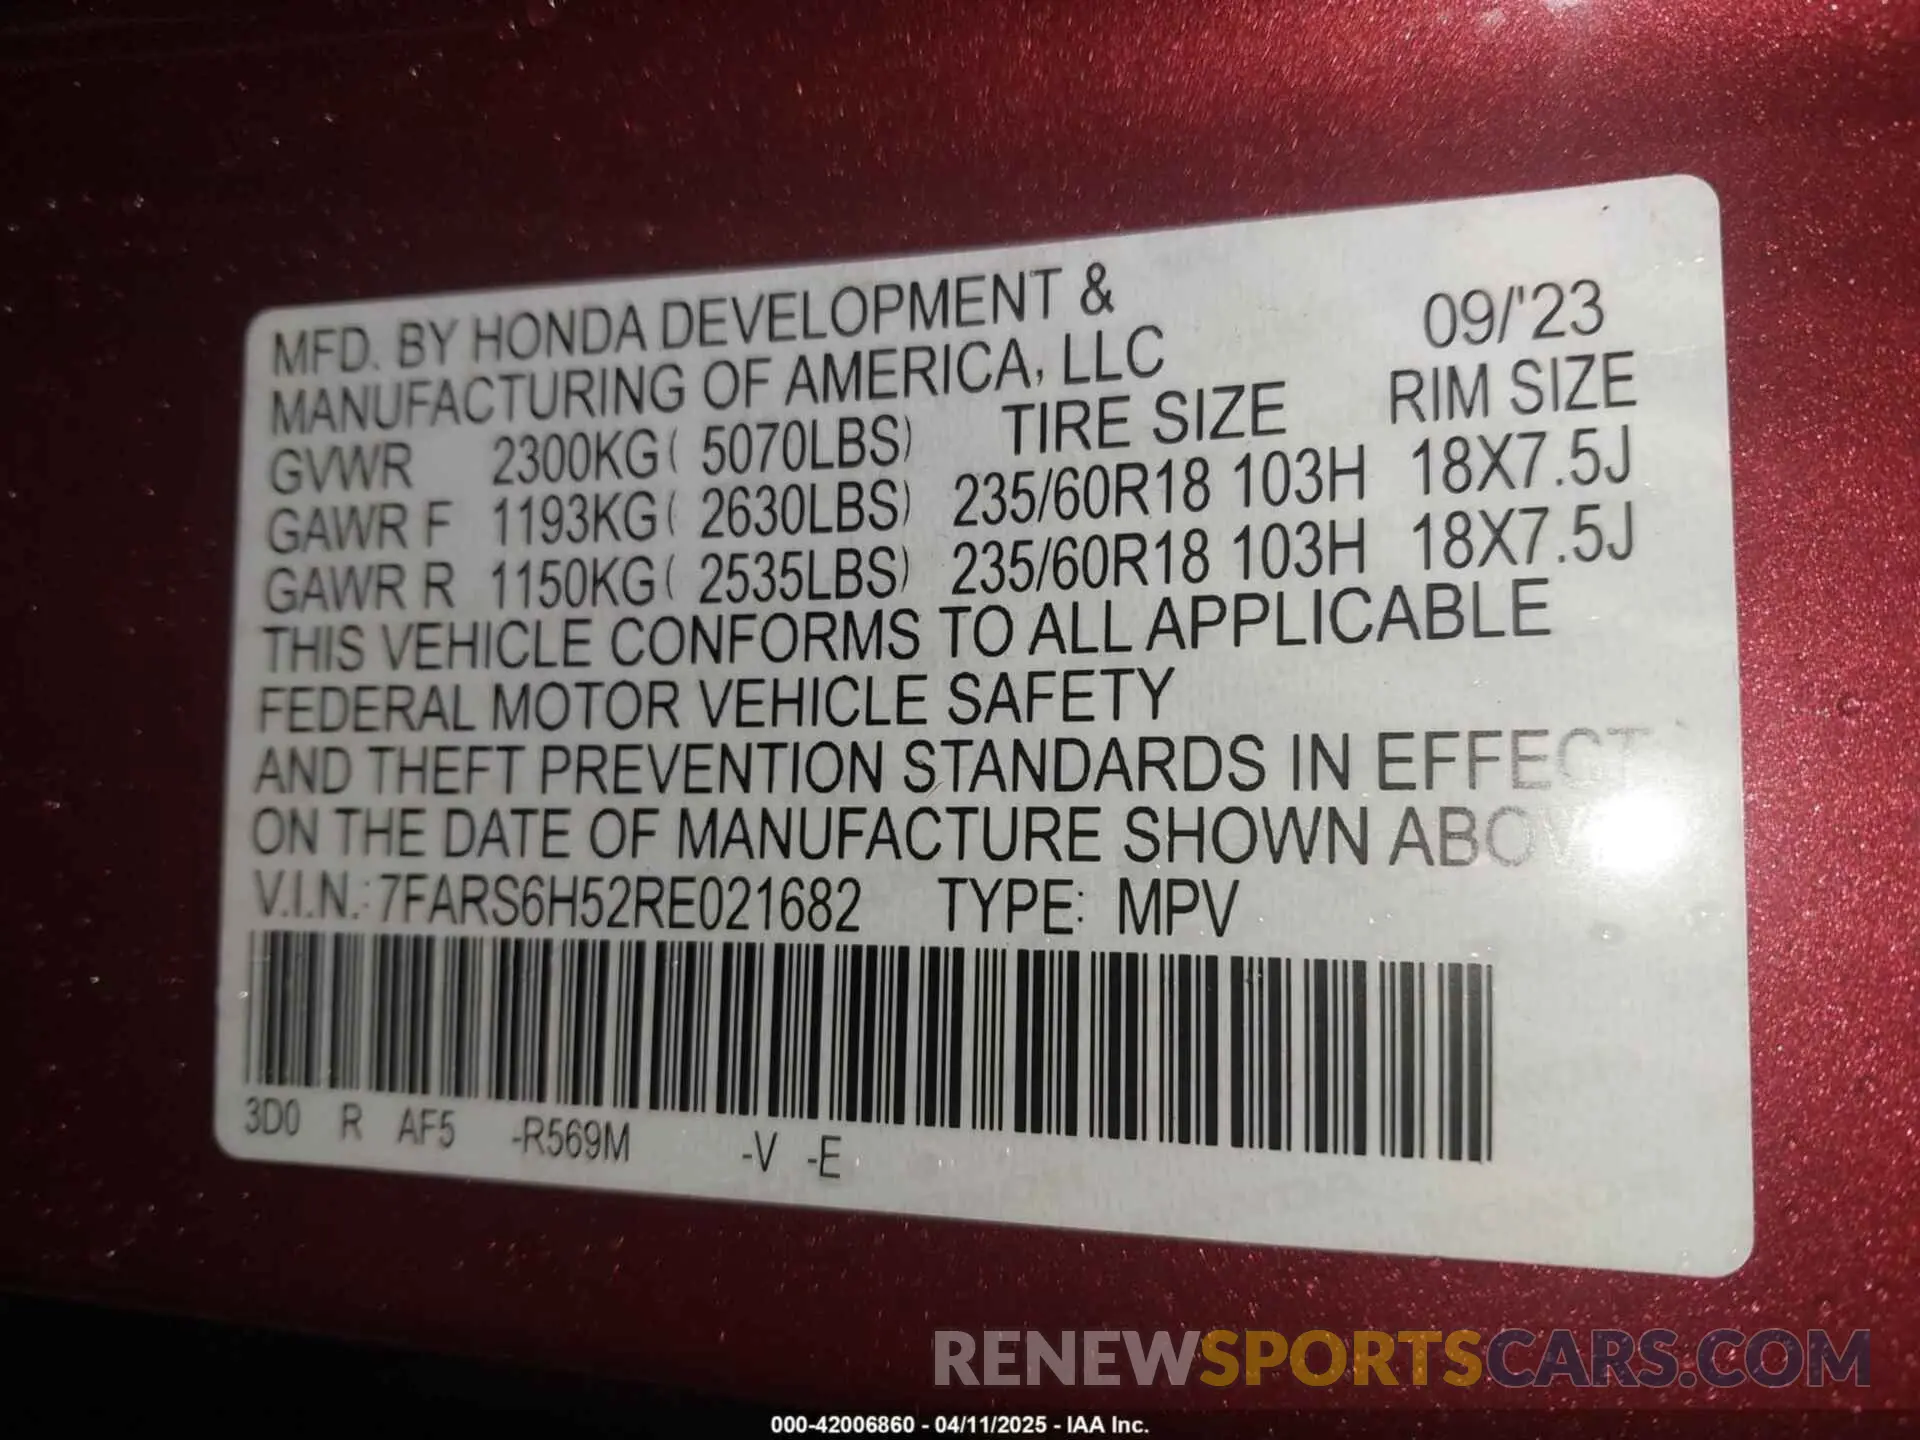 MFD. BY HONDA DEVELOPMENT &
MANUFACTURING OF AMERICA, LLC 09/'23
TIRE SIZE RIM SIZE
GVWR 2300KG( 5070LBS)
GAWR F 1193KG( 2630LBS) 235/60R18 103H 18X7.5J
GAWR R 1150KG( 2535LBS) 235/60R18 103H 18X7.5J
THIS VEHICLE CONFORMS TO ALL APPLICABLE
FEDERAL MOTOR VEHICLE SAFETY
AND THEFT PREVENTION STANDARDS IN EFFECT
ON THE DATE OF MANUFACTURE SHOWN
V.I.N.: 7FARS6H52RE021682 TYPE: MPV
3D0 R AF5 -R569M -V -E
RENEWSPORTSCARS.COM
000-42006860 - 04/11/2025 - IAA Inc.